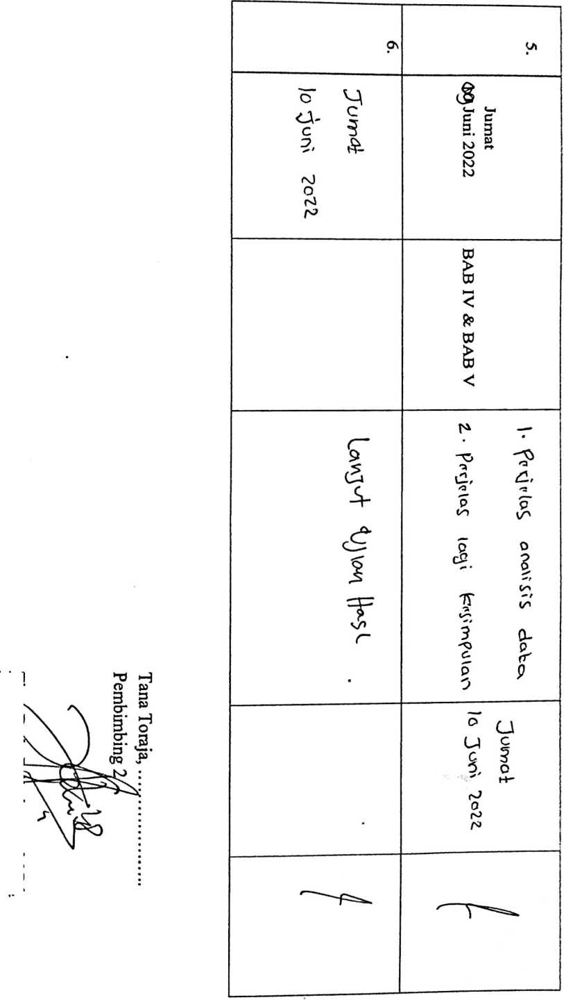 5.
Jumat
09 Juni 2022
BAB IV & BAB V
1. Perjelas analisis data
2. Perjelas lagi kesimpulan
Jumat
10 Juni 2022
6.
Jumat
10 Juni 2022
Lanjut Ujian Hasil.
Tana Toraja, ....................
Pembimbing 2